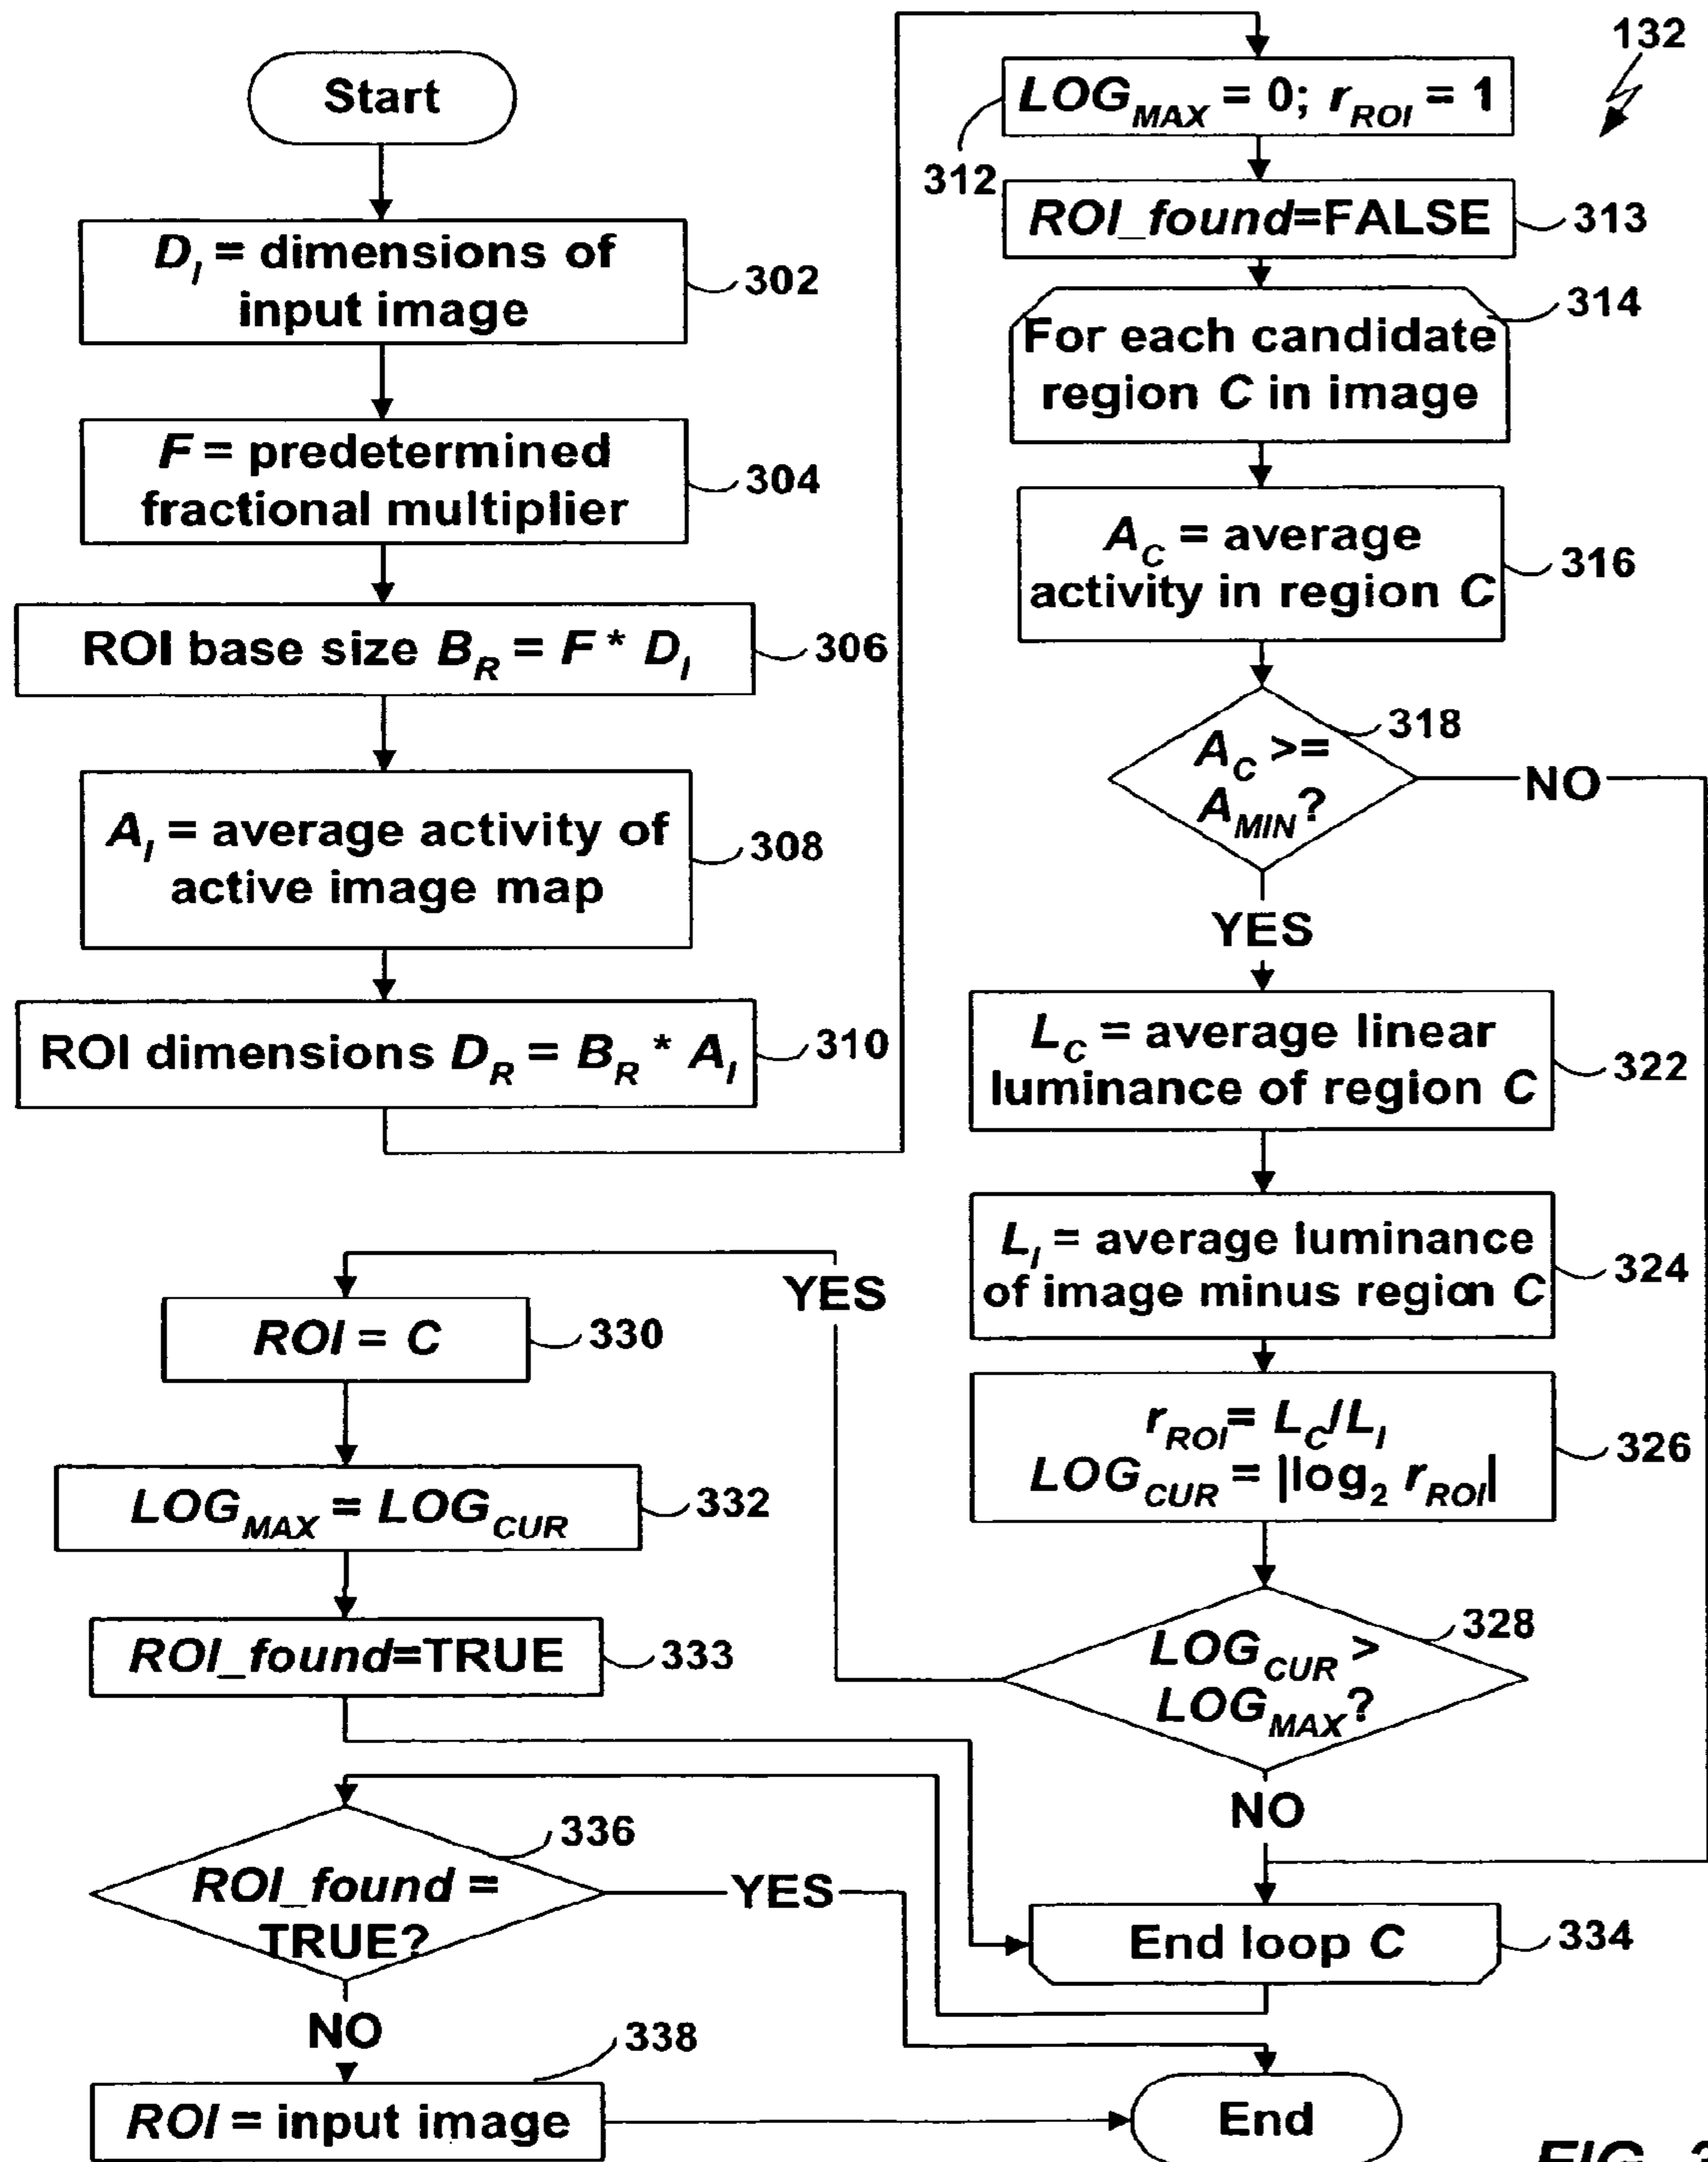 Start
D_I = dimensions of
input image
302
F = predetermined
fractional multiplier
304
ROI base size B_R = F * D_I
306
A_I = average activity of
active image map
308
ROI dimensions D_R = B_R * A_I
310
132
LOG_MAX = 0; r_ROI = 1
312
ROI_found=FALSE
313
For each candidate
region C in image
314
A_C = average
activity in region C
316
A_C >=
A_MIN?
318
NO
YES
L_C = average linear
luminance of region C
322
L_I = average luminance
of image minus region C
324
r_ROI = L_C/L_I
LOG_CUR = |log_2 r_ROI|
326
LOG_CUR >
LOG_MAX?
328
YES
NO
ROI = C
330
LOG_MAX = LOG_CUR
332
ROI_found=TRUE
333
End loop C
334
ROI_found =
TRUE?
336
YES
NO
ROI = input image
338
End
FIG. 3